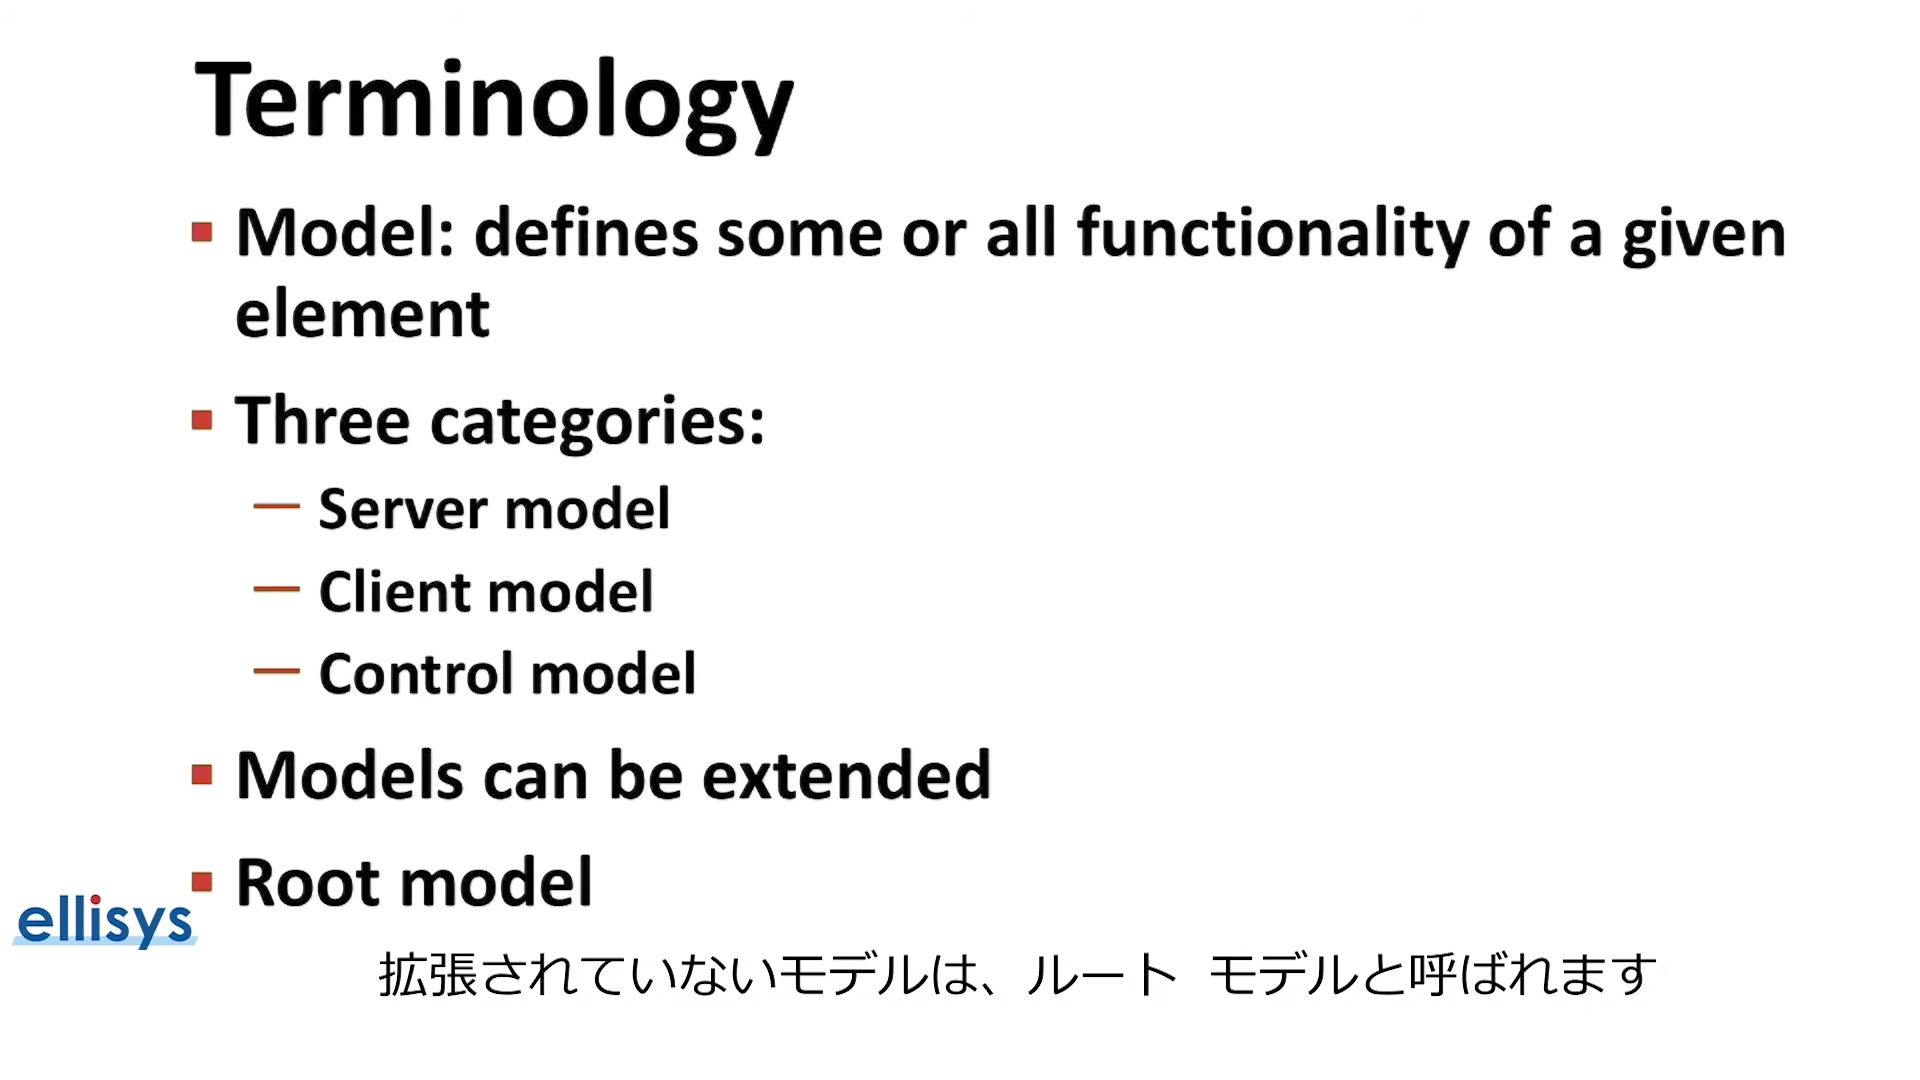 Terminology
▪ Model: defines some or all functionality of a given
element
▪ Three categories:
— Server model
— Client model
— Control model
▪ Models can be extended
▪ Root model
ellisys
拡張されていないモデルは、ルート モデルと呼ばれます